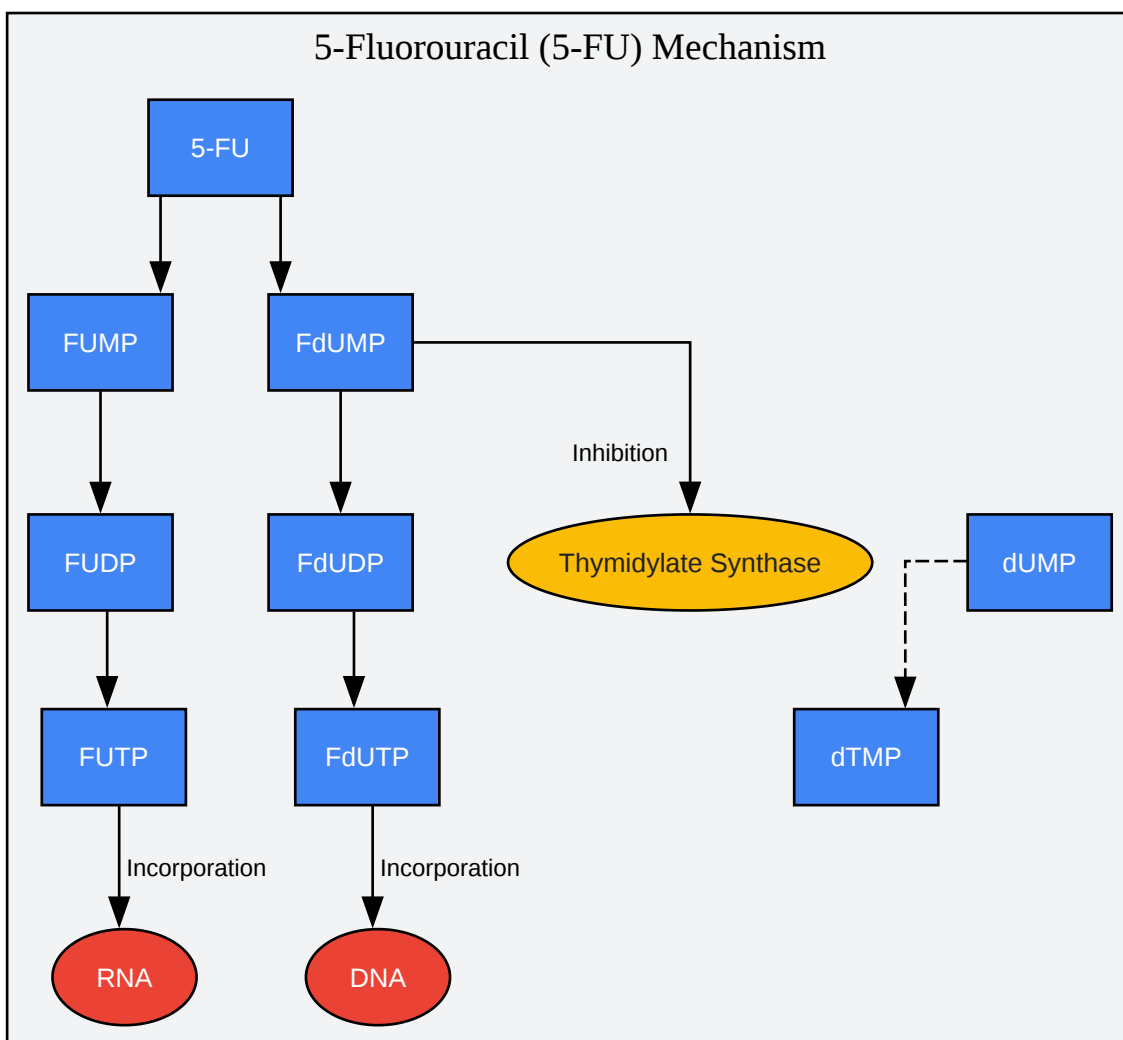 5-Fluorouracil (5-FU) Mechanism
5-FU
FUMP
FdUMP
Inhibition
FUDP
FdUDP
Thymidylate Synthase
dUMP
FUTP
FdUTP
dTMP
Incorporation
Incorporation
RNA
DNA